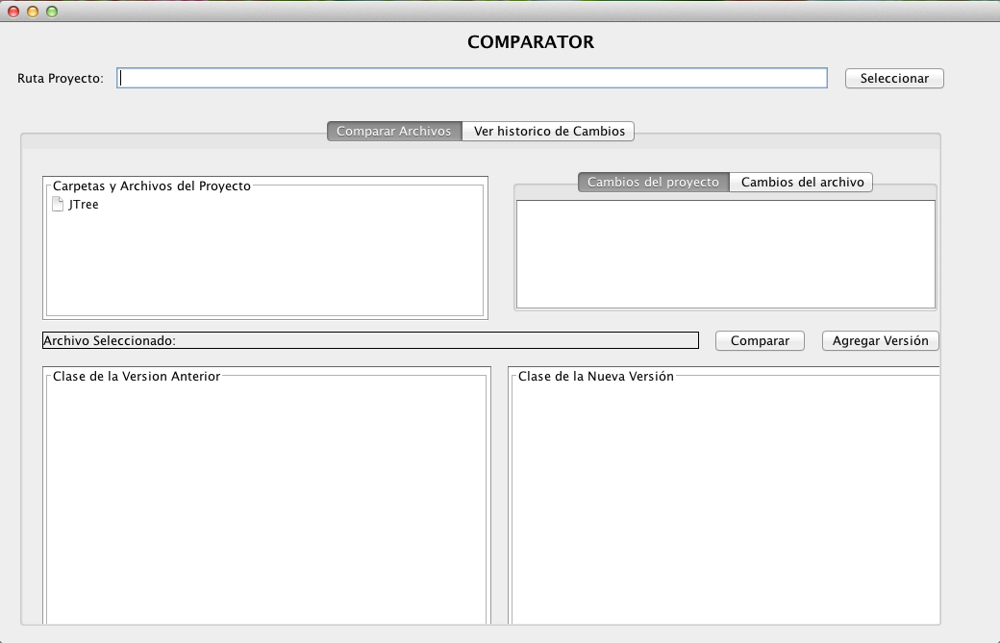 COMPARATOR
Ruta Proyecto:
Seleccionar
Comparar Archivos
Ver historico de Cambios
Carpetas y Archivos del Proyecto
JTree
Cambios del proyecto
Cambios del archivo
Archivo Seleccionado:
Comparar
Agregar Versión
Clase de la Version Anterior
Clase de la Nueva Versión